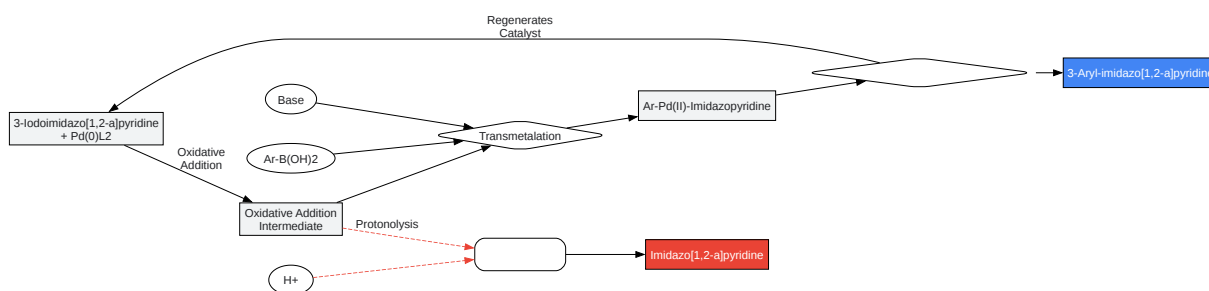 Regenerates
Catalyst
3-Aryl-imidazo[1,2-a]pyridine
Base
Ar-Pd(II)-Imidazopyridine
3-Iodoimidazo[1,2-a]pyridine
+ Pd(0)L2
Transmetalation
Oxidative
Addition
Ar-B(OH)2
Oxidative Addition
Intermediate
Protonolysis
Imidazo[1,2-a]pyridine
H+